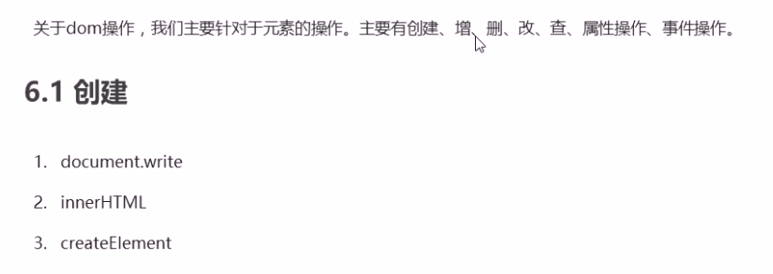 关于dom操作，我们主要针对于元素的操作。主要有创建、增、删、改、查、属性操作、事件操作。
6.1 创建
1. document.write
2. innerHTML
3. createElement